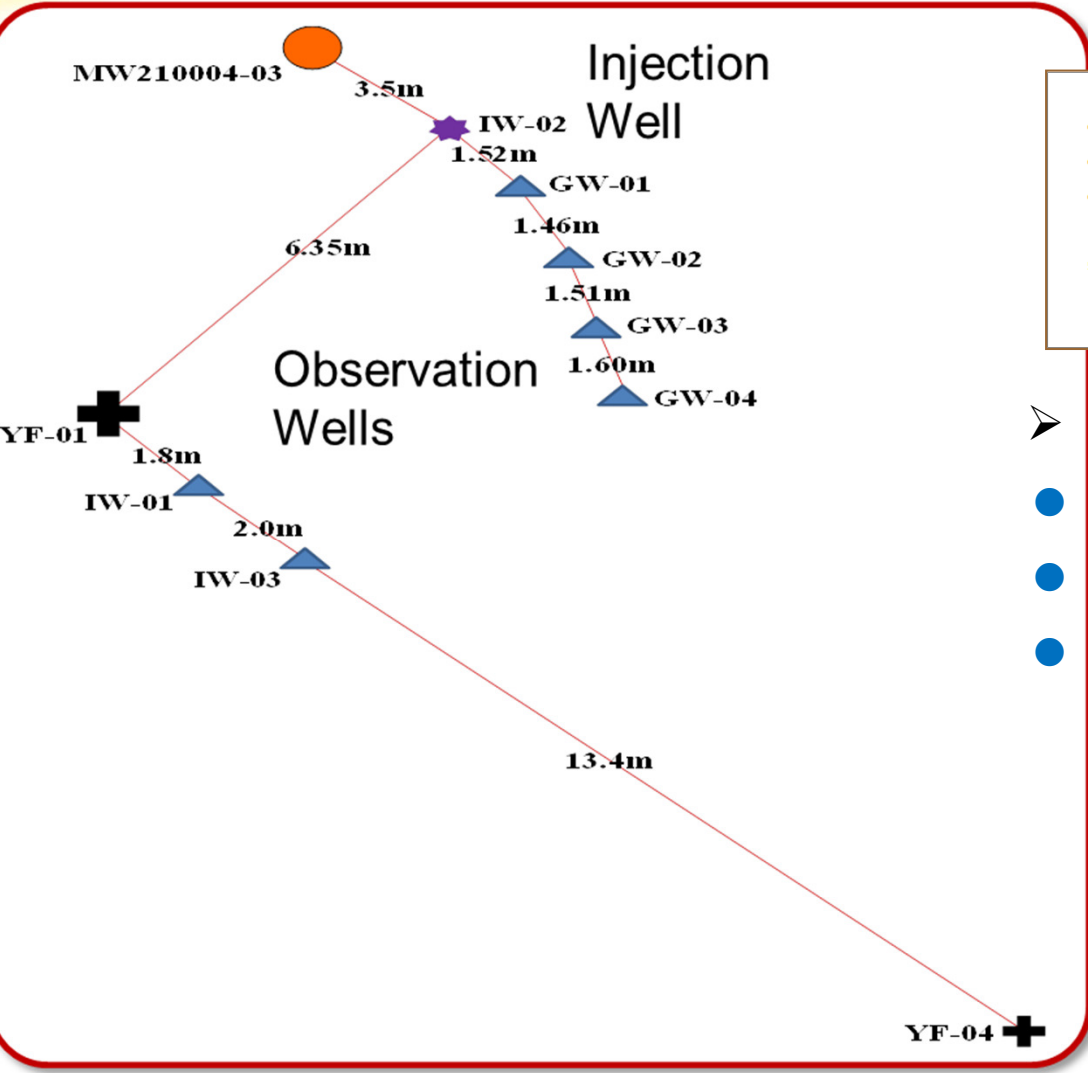 MW210004-03
3.5m
Injection
Well
IW-02
1.52m
GW-01
1.46m
6.35m
GW-02
1.51m
GW-03
Observation
Wells
1.60m
GW-04
YF-01
1.8m
IW-01
2.0m
IW-03
13.4m
YF-04